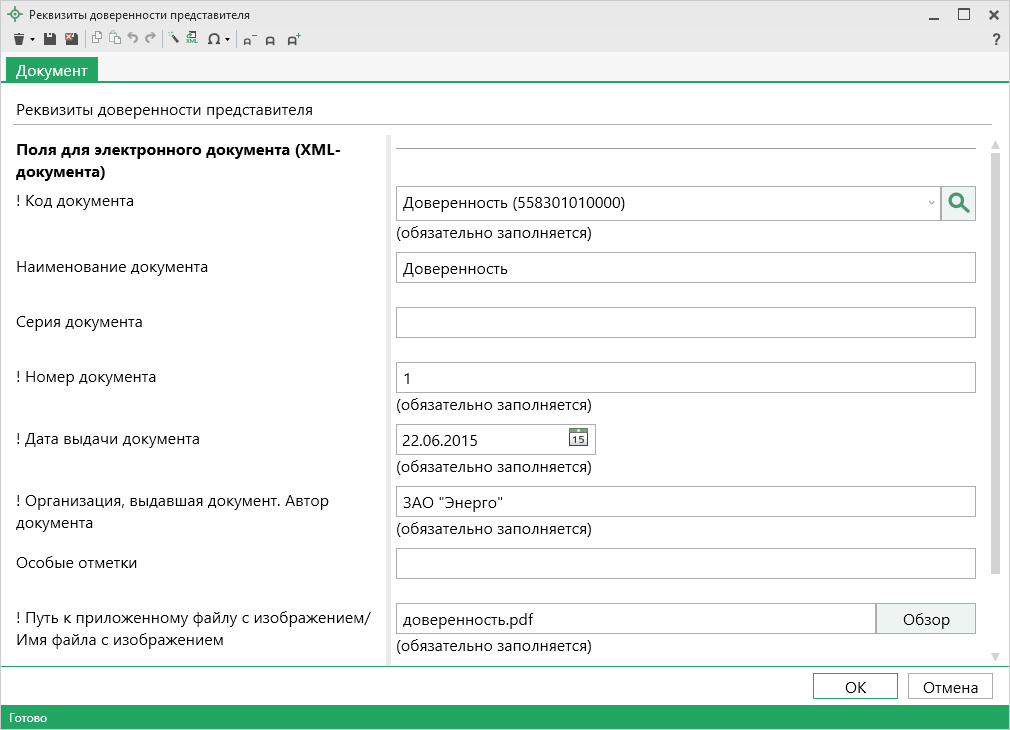 Реквизиты доверенности представителя
XML
?
Документ
Реквизиты доверенности представителя
Поля для электронного документа (XML-
документа)
! Код документа
Доверенность (558301010000)
(обязательно заполняется)
Наименование документа
Доверенность
Серия документа
! Номер документа
1
(обязательно заполняется)
! Дата выдачи документа
22.06.2015
15
(обязательно заполняется)
! Организация, выдавшая документ. Автор
документа
ЗАО "Энерго"
(обязательно заполняется)
Особые отметки
! Путь к приложенному файлу с изображением/
Имя файла с изображением
доверенность.pdf
Обзор
(обязательно заполняется)
ОК
Отмена
Готово